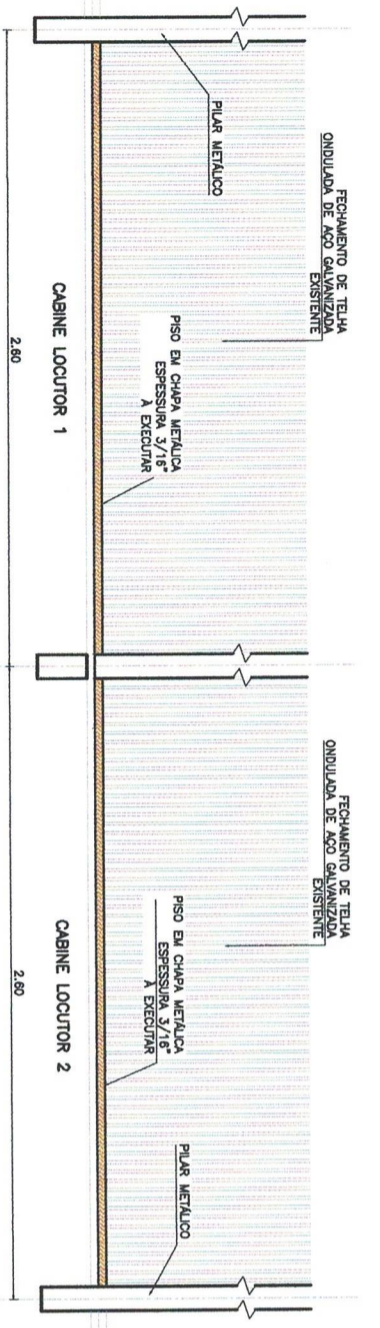 FECHAMENTO DE TELHA
ONDULADA DE AÇO GALVANIZADA
EXISTENTE
PILAR METÁLICO
PISO EM CHAPA METÁLICA
ESPESSURA 3/16"
À EXECUTAR
CABINE LOCUTOR 1
2.60
FECHAMENTO DE TELHA
ONDULADA DE AÇO GALVANIZADA
EXISTENTE
PISO EM CHAPA METÁLICA
ESPESSURA 3/16"
À EXECUTAR
PILAR METÁLICO
CABINE LOCUTOR 2
2.60